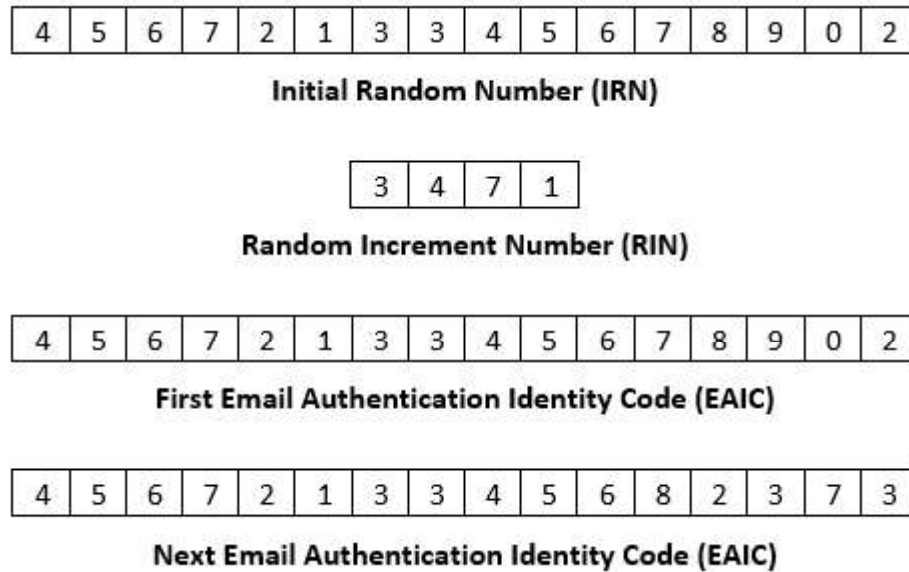 4 5 6 7 2 1 3 3 4 5 6 7 8 9 0 2
Initial Random Number (IRN)
3 4 7 1
Random Increment Number (RIN)
4 5 6 7 2 1 3 3 4 5 6 7 8 9 0 2
First Email Authentication Identity Code (EAIC)
4 5 6 7 2 1 3 3 4 5 6 8 2 3 7 3
Next Email Authentication Identity Code (EAIC)